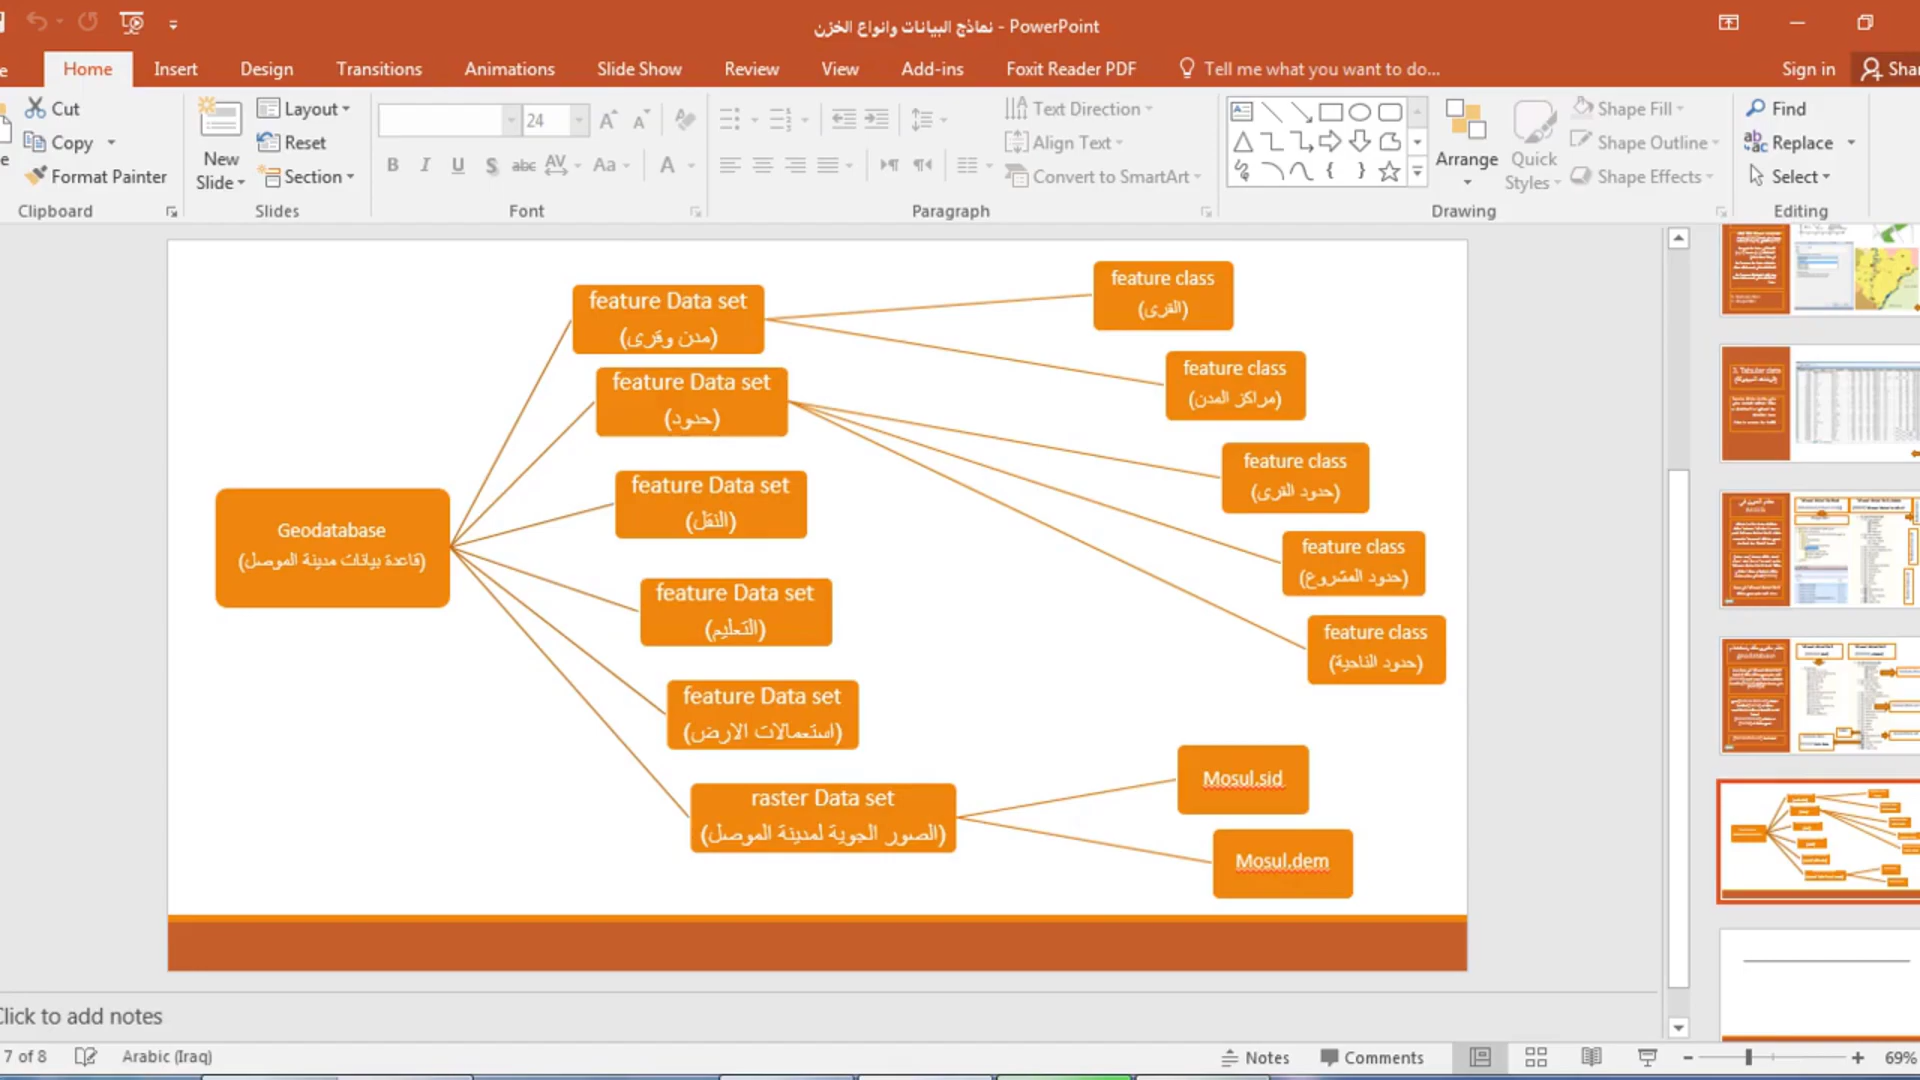 نماذج البيانات وانواع الخزن - PowerPoint
Home
Insert
Design
Transitions
Animations
Slide Show
Review
View
Add-ins
Foxit Reader PDF
Tell me what you want to do...
Sign in
Cut
Copy
Format Painter
Clipboard
New
Slide
Layout
Reset
Section
Slides
24
Font
Text Direction
Align Text
Convert to SmartArt
Paragraph
Arrange
Quick
Styles
Shape Fill
Shape Outline
Shape Effects
Drawing
Find
Replace
Select
Editing
Geodatabase
(قاعدة بيانات مدينة الموصل)
feature Data set
(مدن وقرى)
feature Data set
(حدود)
feature Data set
(النقل)
feature Data set
(التعليم)
feature Data set
(استعمالات الارض)
raster Data set
(الصور الجوية لمدينة الموصل)
feature class
(القرى)
feature class
(مراكز المدن)
feature class
(حدود القرى)
feature class
(حدود المشروع)
feature class
(حدود الناحية)
Mosul.sid
Mosul.dem
3. Tabular data
Click to add notes
7 of 8
Arabic (Iraq)
Notes
Comments
69%